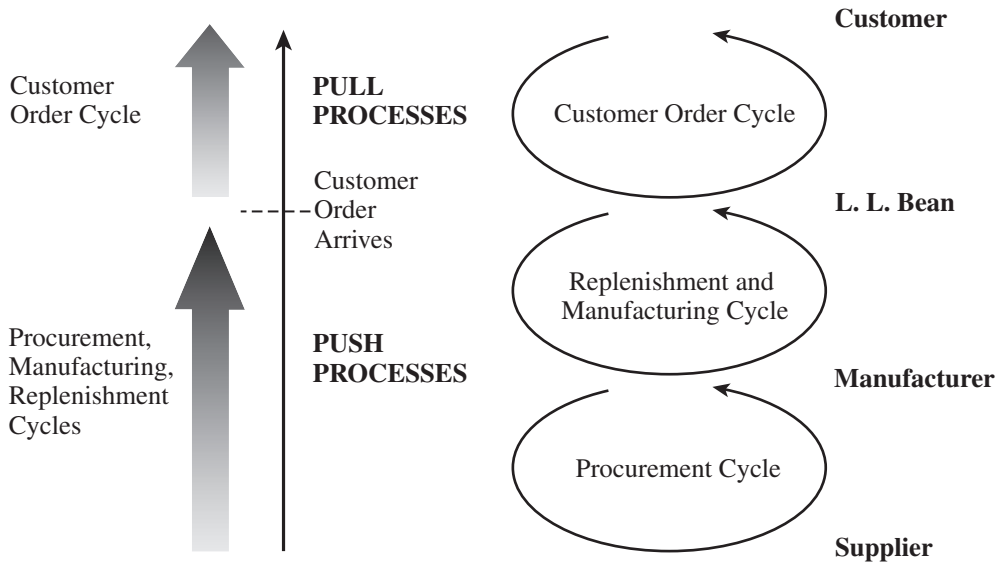 Customer
Order Cycle
PULL
PROCESSES
Customer
Order
Arrives
Procurement,
Manufacturing,
Replenishment
Cycles
PUSH
PROCESSES
Customer
Customer Order Cycle
L. L. Bean
Replenishment and
Manufacturing Cycle
Manufacturer
Procurement Cycle
Supplier